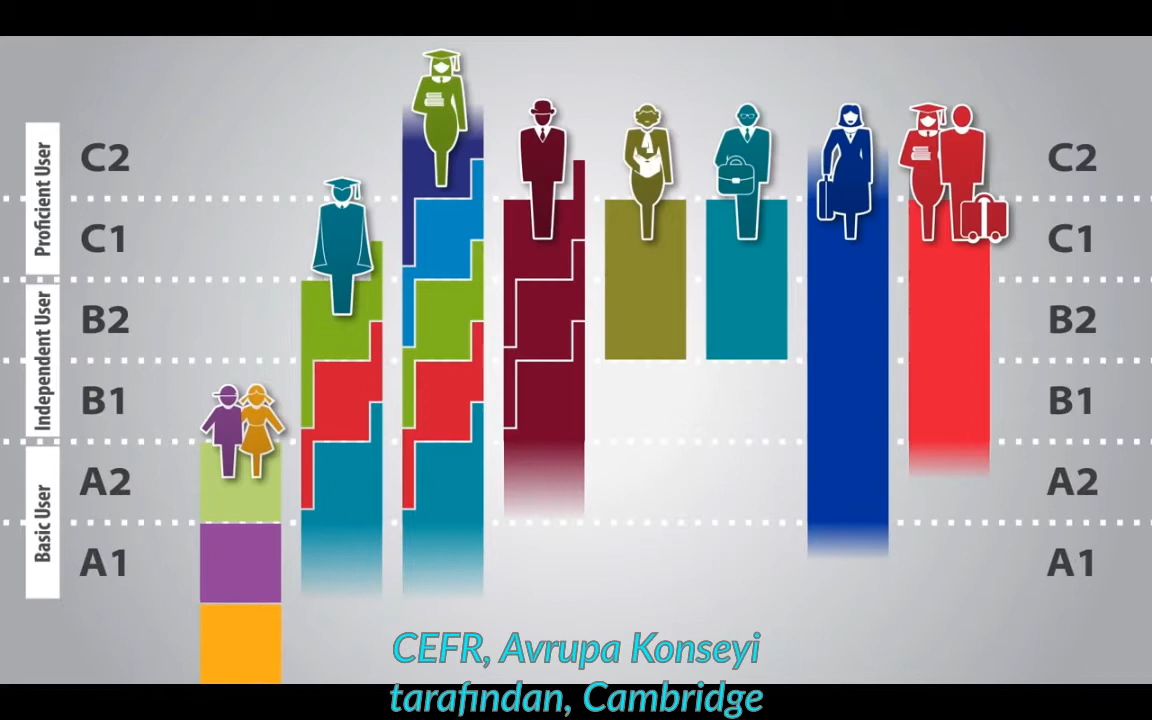 Proficient User
C2
C1
Independent User
B2
B1
Basic User
A2
A1
C2
C1
B2
B1
A2
A1
CEFR, Avrupa Konseyi
tarafından, Cambridge